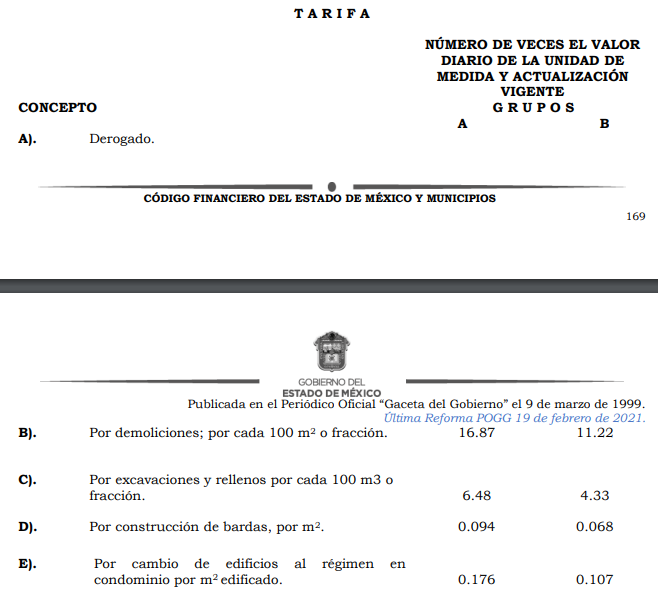 T A R I F A
NÚMERO DE VECES EL VALOR
DIARIO DE LA UNIDAD DE
MEDIDA Y ACTUALIZACIÓN
VIGENTE
CONCEPTO G R U P O S
A B
A). Derogado.
CÓDIGO FINANCIERO DEL ESTADO DE MÉXICO Y MUNICIPIOS
169
GOBIERNO DEL
ESTADO DE MÉXICO
Publicada en el Periódico Oficial “Gaceta del Gobierno” el 9 de marzo de 1999.
Última Reforma POGG 19 de febrero de 2021.
B). Por demoliciones; por cada 100 m² o fracción. 16.87 11.22
C). Por excavaciones y rellenos por cada 100 m3 o
fracción. 6.48 4.33
D). Por construcción de bardas, por m². 0.094 0.068
E). Por cambio de edificios al régimen en
condominio por m² edificado. 0.176 0.107